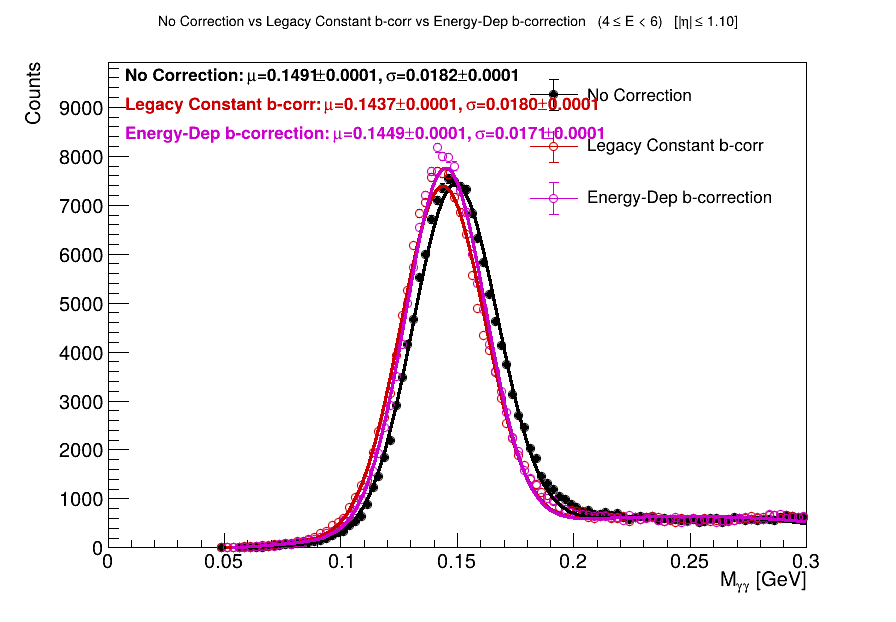 No Correction vs Legacy Constant b-corr vs Energy-Dep b-correction (4 ≤ E < 6) [|η| ≤ 1.10]
Counts
No Correction: μ=0.1491±0.0001, σ=0.0182±0.0001
Legacy Constant b-corr: μ=0.1437±0.0001, σ=0.0180±0.0001
Energy-Dep b-correction: μ=0.1449±0.0001, σ=0.0171±0.0001
No Correction
Legacy Constant b-corr
Energy-Dep b-correction
9000
8000
7000
6000
5000
4000
3000
2000
1000
0
0 0.05 0.1 0.15 0.2 0.25 0.3
M_γγ [GeV]